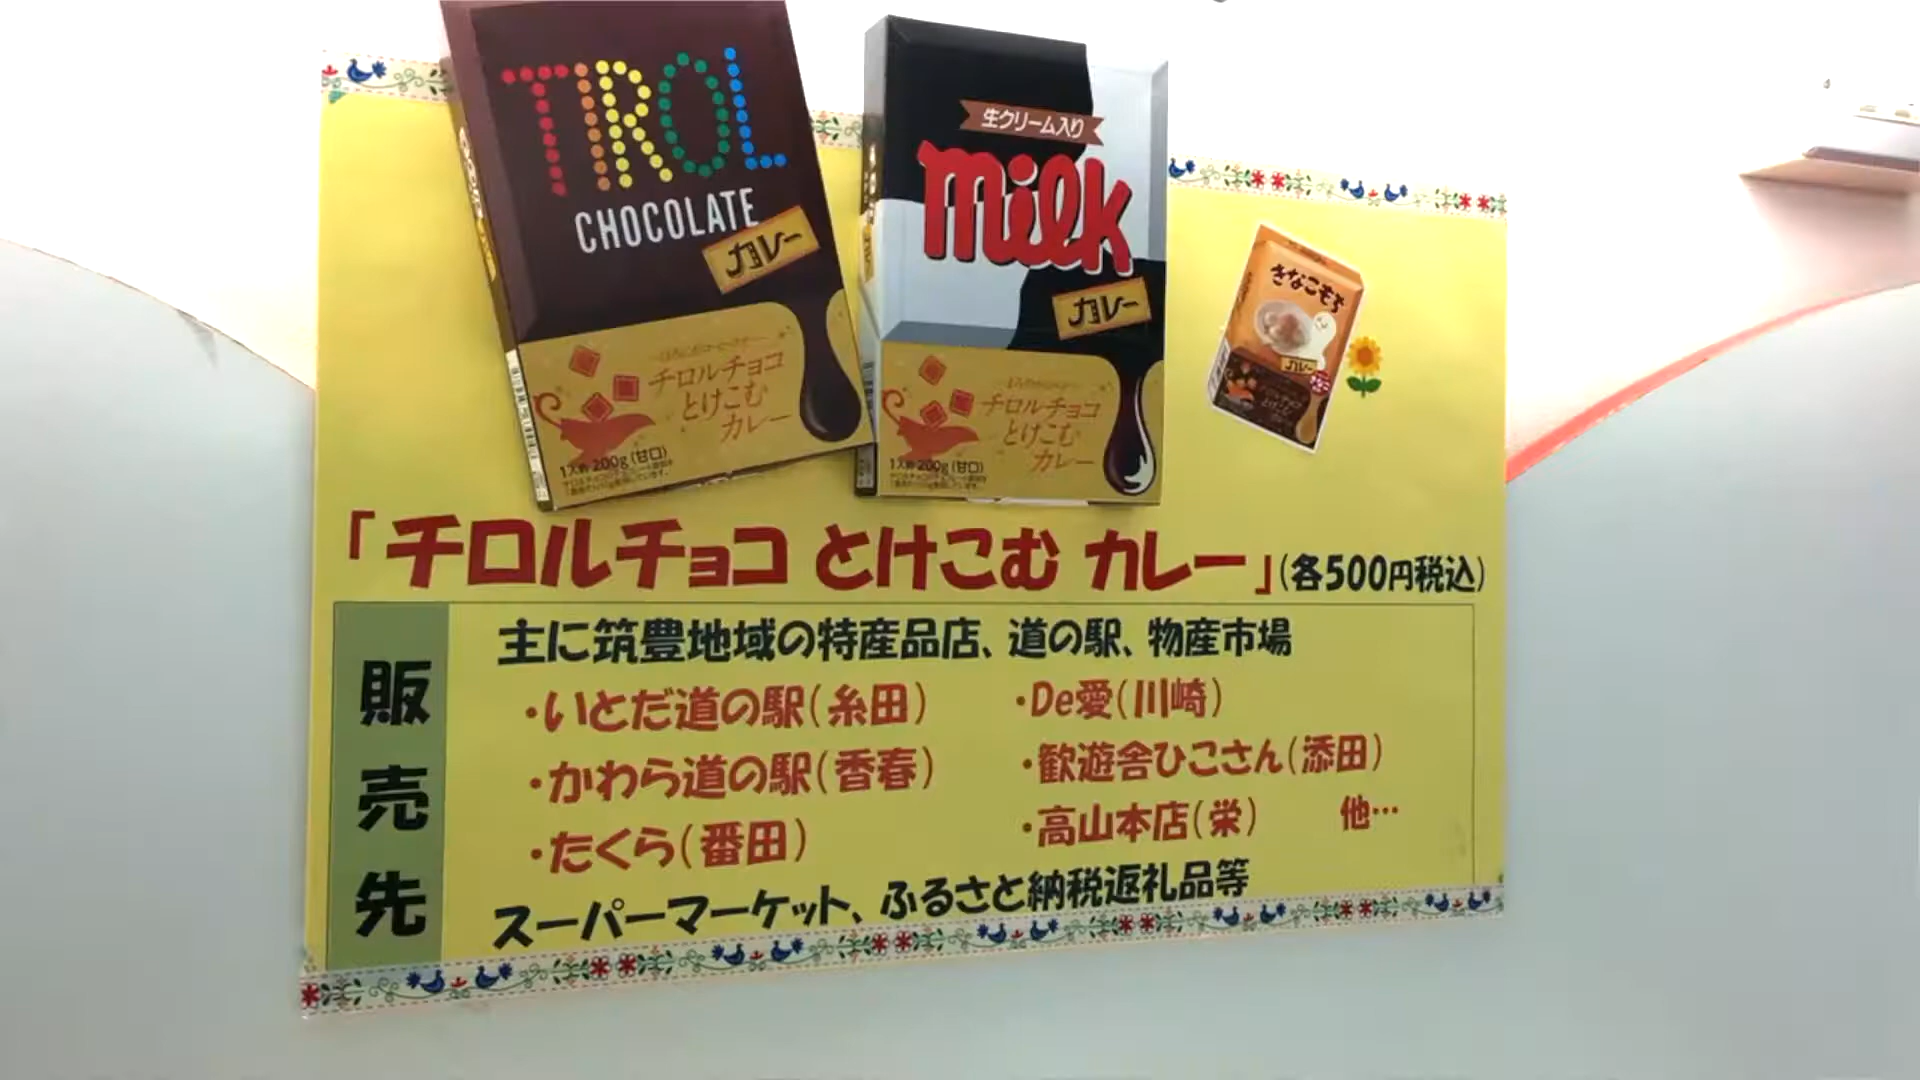 TIROL
CHOCOLATE
カレー
チロルチョコ
とけこむ
カレー
1人前 200g (甘口)
生クリーム入り
milk
カレー
チロルチョコ
とけこむ
カレー
1人前 200g (甘口)
きなこもち
カレー
「チロルチョコ とけこむ カレー」(各500円税込)
販売先
主に筑豊地域の特産品店、道の駅、物産市場
・いとだ道の駅(糸田) ・De愛(川崎)
・かわら道の駅(香春) ・歓遊舎ひこさん(添田)
・たくら(番田) ・高山本店(栄) 他…
スーパーマーケット、ふるさと納税返礼品等